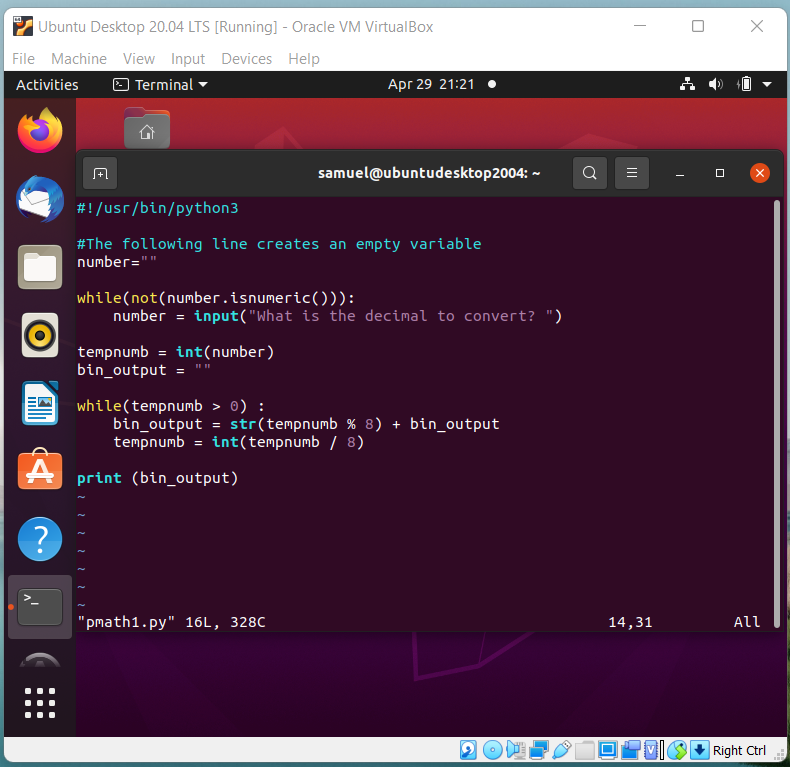 Ubuntu Desktop 20.04 LTS [Running] - Oracle VM VirtualBox
File Machine View Input Devices Help
Activities Terminal Apr 29 21:21
samuel@ubuntudesktop2004: ~
#!/usr/bin/python3
#The following line creates an empty variable
number=""
while(not(number.isnumeric())):
    number = input("What is the decimal to convert? ")
tempnumb = int(number)
bin_output = ""
while(tempnumb > 0) :
    bin_output = str(tempnumb % 8) + bin_output
    tempnumb = int(tempnumb / 8)
print (bin_output)
~
~
~
~
~
~
~
"pmath1.py" 16L, 328C 14,31 All
Right Ctrl